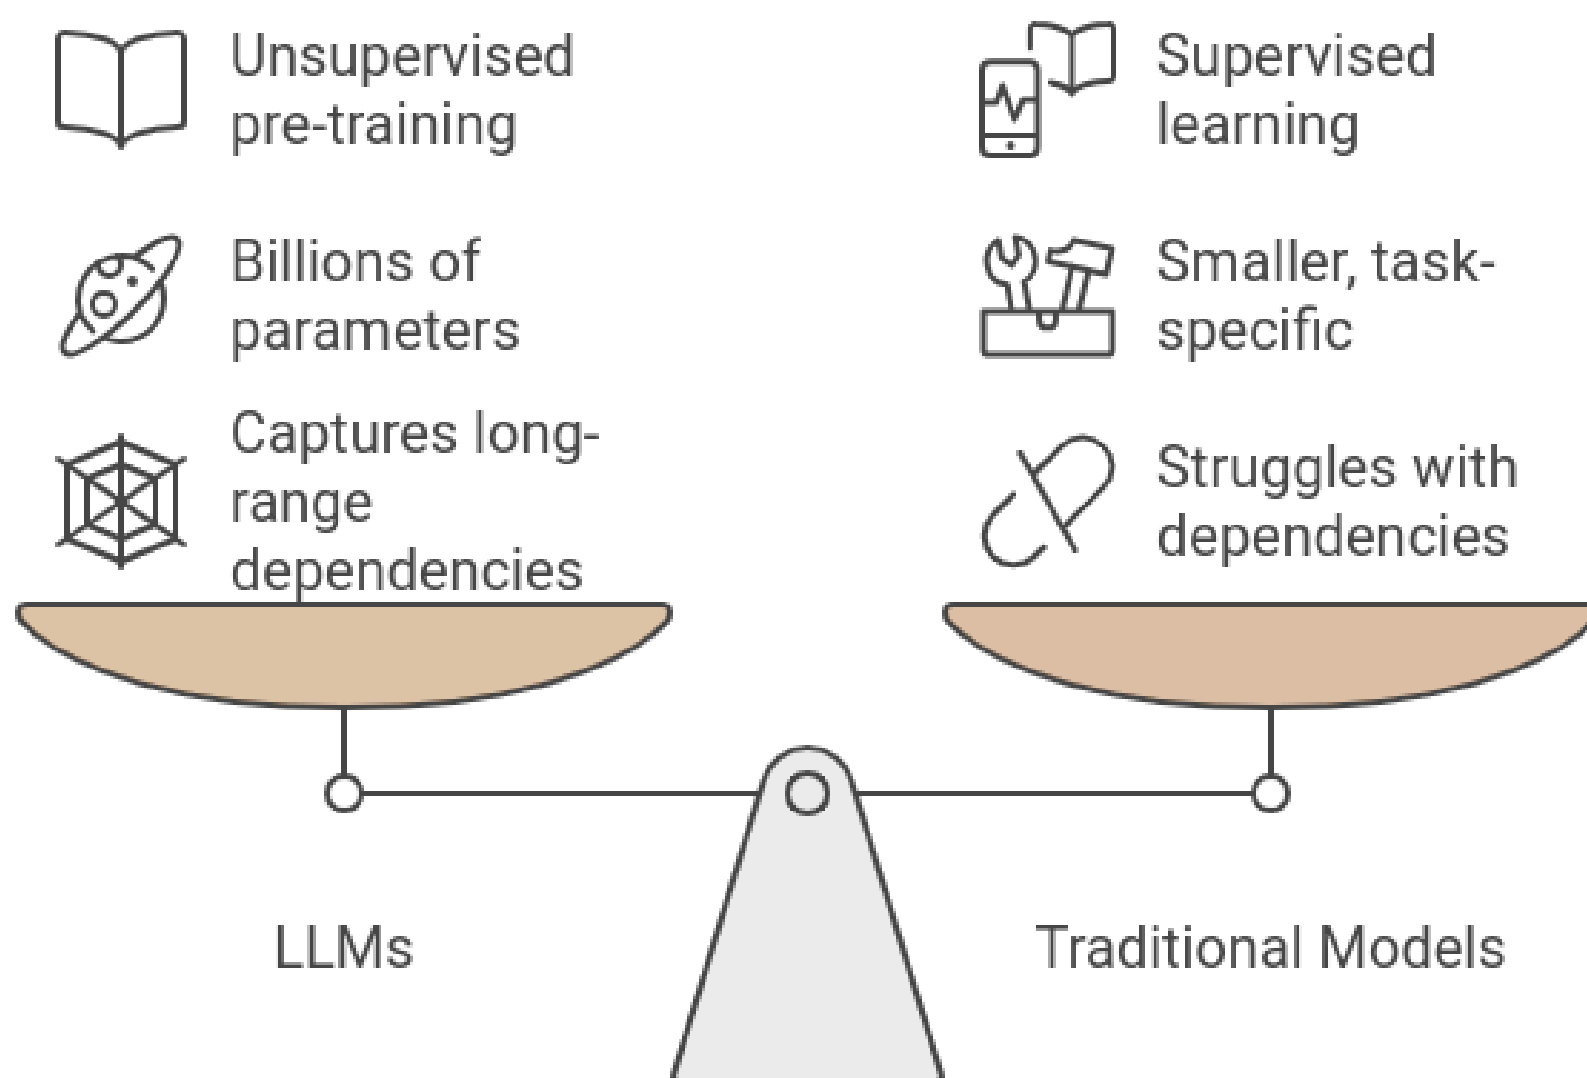 Unsupervised
pre-training
Billions of
parameters
Captures long-
range
dependencies
Supervised
learning
Smaller, task-
specific
Struggles with
dependencies
LLMs
Traditional Models